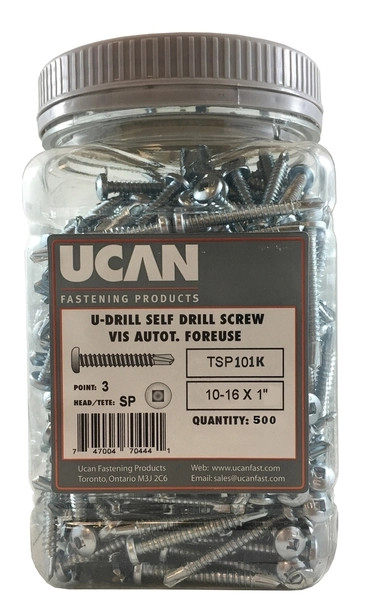 UCAN
FASTENING PRODUCTS
U-DRILL SELF DRILL SCREW
VIS AUTOT. FOREUSE
TSP101K
POINT: 3
10-16 X 1"
HEAD/TETE: SP
QUANTITY: 500
7 47004 70444 1
Ucan Fastening Products
Toronto, Ontario M3J 2C6
Web: www.ucanfast.com
Email: sales@ucanfast.com